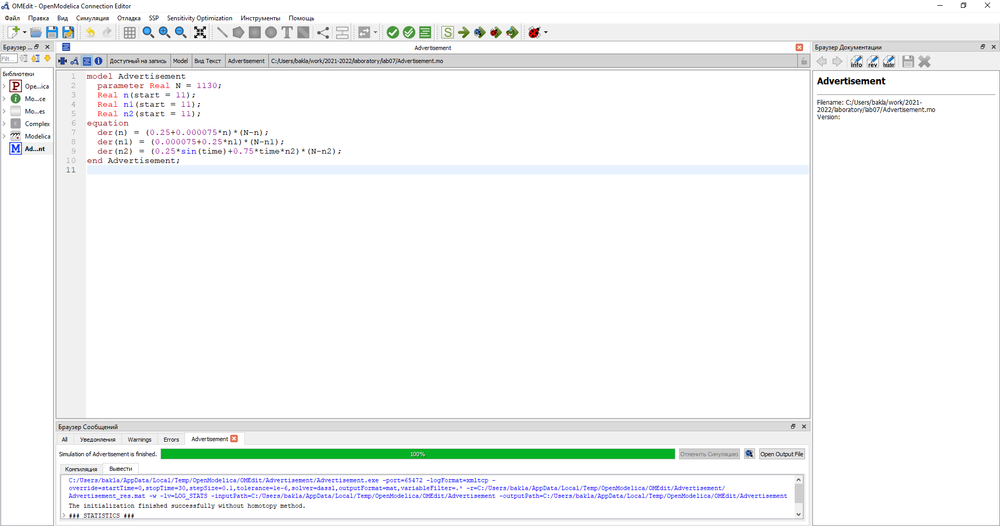 OMEdit - OpenModelica Connection Editor
Файл Правка Вид Симуляция Отладка SSP Sensitivity Optimization Инструменты Помощь
Браузер ...
Advertisement
Браузер Документации
Filt...
Доступный на запись Model Вид Текст Advertisement C:/Users/bakla/work/2021-2022/laboratory/lab07/Advertisement.mo
info rev header
Библиотеки
P Ope...ica
i Mo...ce
Mo...es
C Complex
Modelica
M Ad...nt
1 model Advertisement
2 parameter Real N = 1130;
3 Real n(start = 11);
4 Real n1(start = 11);
5 Real n2(start = 11);
6 equation
7 der(n) = (0.25+0.000075*n)*(N-n);
8 der(n1) = (0.000075+0.25*n1)*(N-n1);
9 der(n2) = (0.25*sin(time)+0.75*time*n2)*(N-n2);
10 end Advertisement;
11
Advertisement
Filename: C:/Users/bakla/work/2021-
2022/laboratory/lab07/Advertisement.mo
Version:
Браузер Сообщений
All Уведомления Warnings Errors Advertisement
Simulation of Advertisement is finished. 100% Отменить Симуляцию Open Output File
Компиляция Вывести
C:/Users/bakla/AppData/Local/Temp/OpenModelica/OMEdit/Advertisement/Advertisement.exe -port=65472 -logFormat=xmltcp -
override=startTime=0,stopTime=30,stepSize=0.1,tolerance=1e-6,solver=dassl,outputFormat=mat,variableFilter=.* -r=C:/Users/bakla/AppData/Local/Temp/OpenModelica/OMEdit/Advertisement/
Advertisement_res.mat -w -lv=LOG_STATS -inputPath=C:/Users/bakla/AppData/Local/Temp/OpenModelica/OMEdit/Advertisement -outputPath=C:/Users/bakla/AppData/Local/Temp/OpenModelica/OMEdit/Advertisement
The initialization finished successfully without homotopy method.
### STATISTICS ###